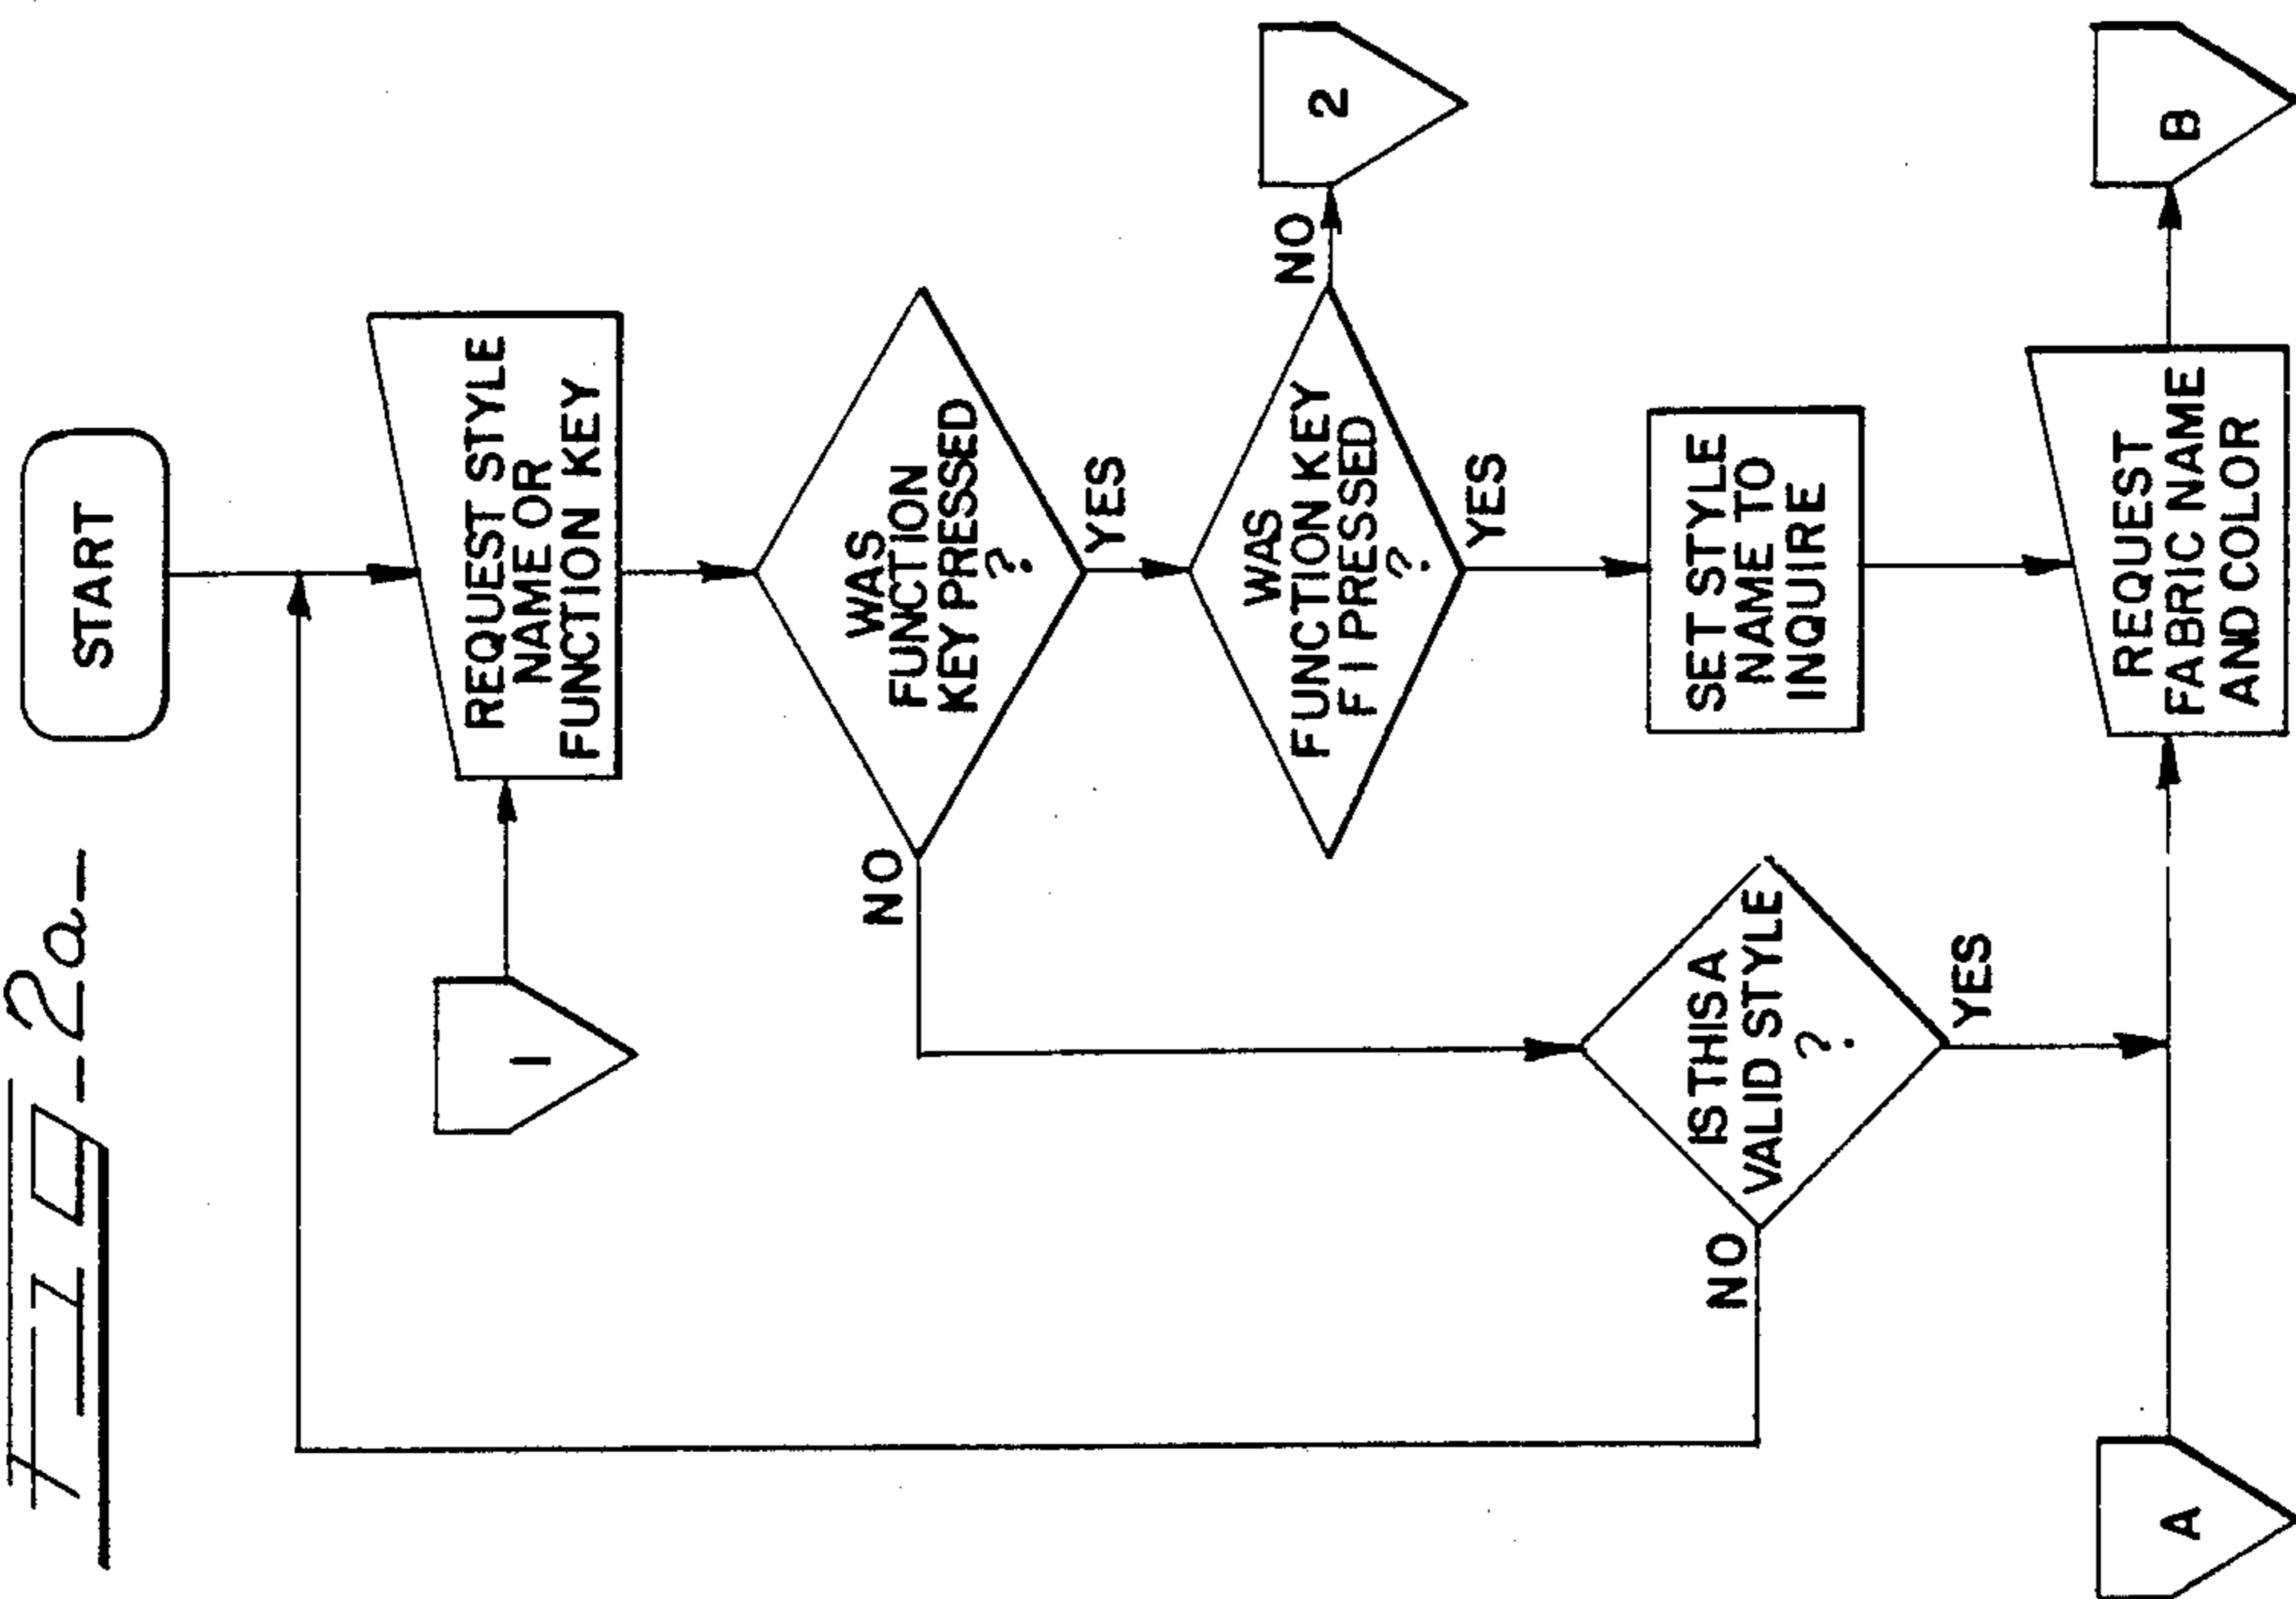 FIG-2a-
START
REQUEST STYLE
NAME OR
FUNCTION KEY
1
WAS
FUNCTION
KEY PRESSED
?
NO
YES
WAS
FUNCTION KEY
F11 PRESSED
?
NO
2
YES
SET STYLE
NAME TO
INQUIRE
IS THIS A
VALID STYLE
?
NO
YES
A
REQUEST
FABRIC NAME
AND COLOR
B